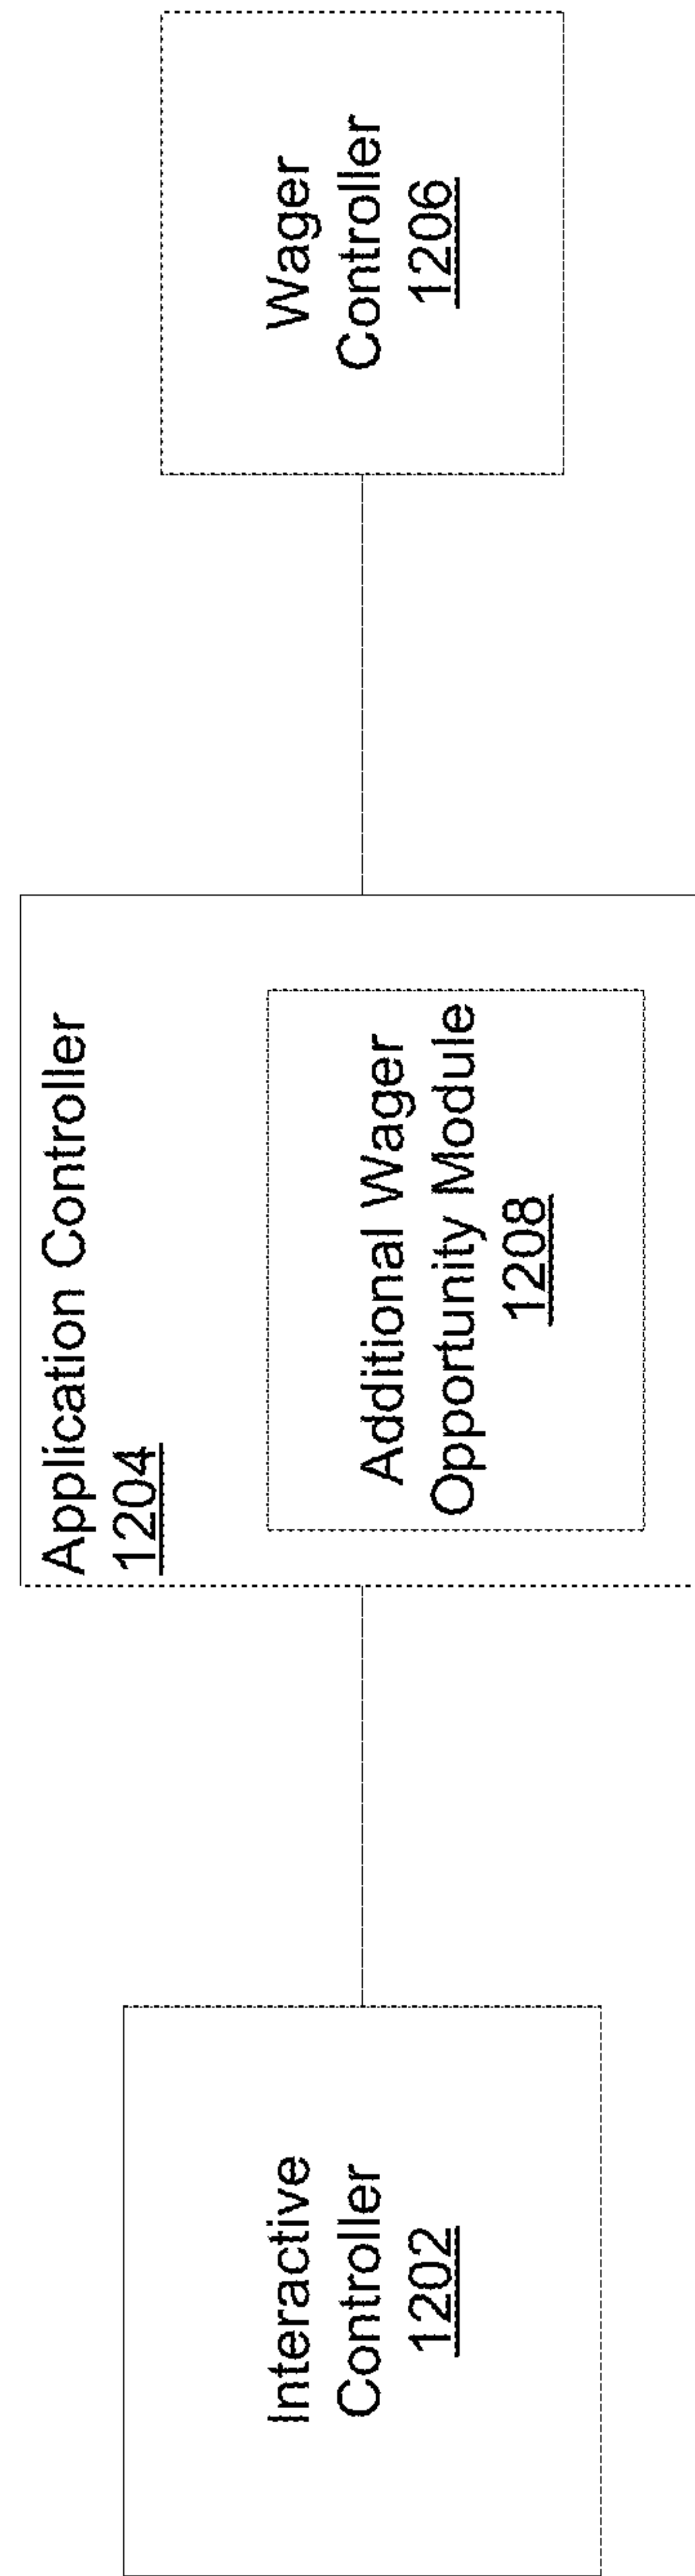 Interactive
Controller
1202
Application Controller
1204
Additional Wager
Opportunity Module
1208
Wager
Controller
1206